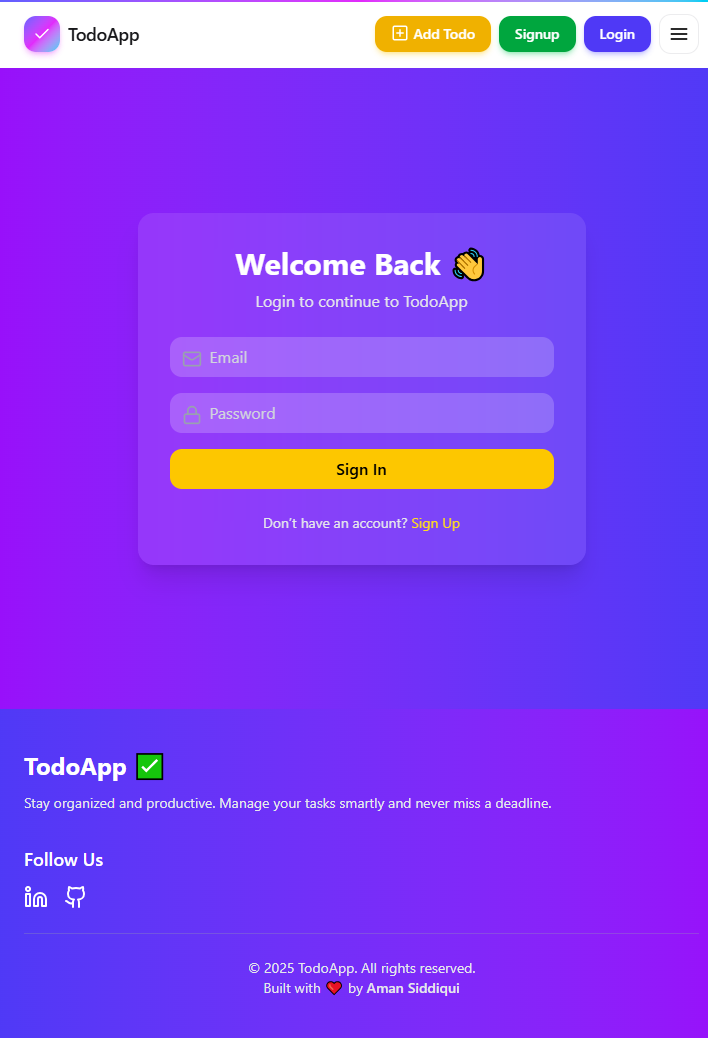 TodoApp
Add Todo
Signup
Login
Welcome Back 👋
Login to continue to TodoApp
Email
Password
Sign In
Don’t have an account? Sign Up
TodoApp ✅
Stay organized and productive. Manage your tasks smartly and never miss a deadline.
Follow Us
© 2025 TodoApp. All rights reserved.
Built with ❤️ by Aman Siddiqui